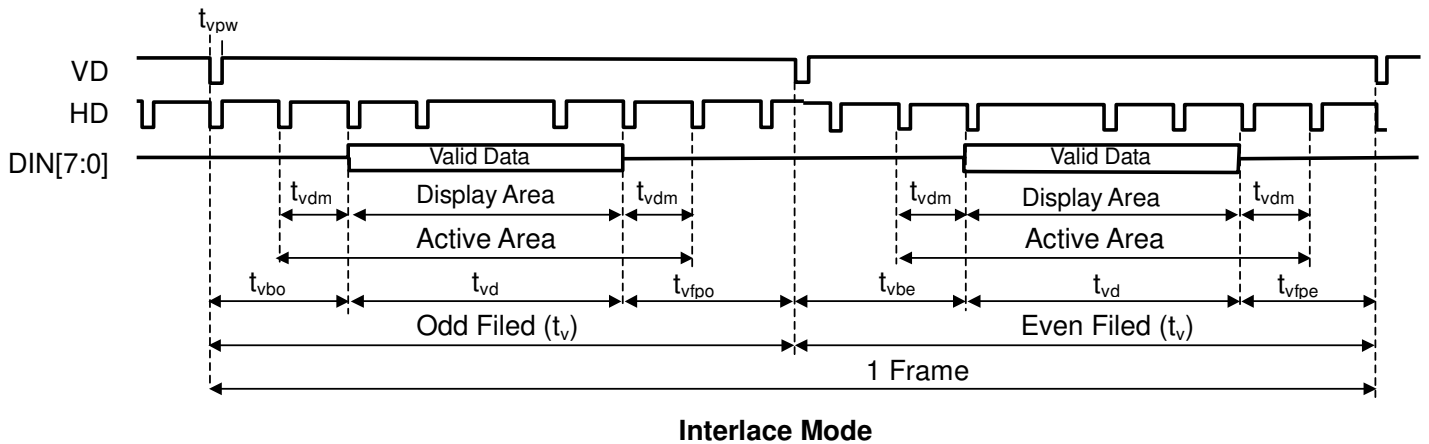 tvpw
VD
HD
DIN[7:0]
Valid Data Valid Data
tvdm Display Area tvdm tvdm Display Area tvdm
Active Area Active Area
tvbo tvd tvfpo tvbe tvd tvfpe
Odd Filed (tv) Even Filed (tv)
1 Frame
Interlace Mode